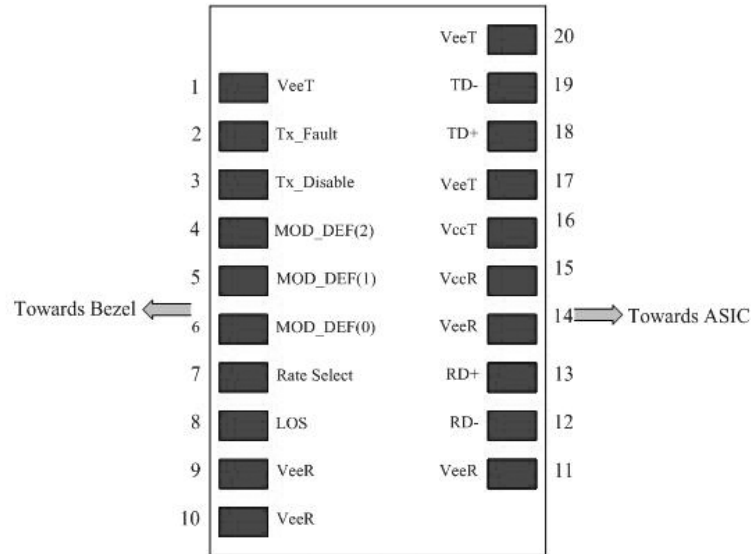 VeeT 20
1 VeeT TD- 19
2 Tx_Fault TD+ 18
3 Tx_Disable VeeT 17
4 MOD_DEF(2) VccT 16
5 MOD_DEF(1) VccR 15
Towards Bezel
6 MOD_DEF(0) VeeR 14
Towards ASIC
7 Rate Select RD+ 13
8 LOS RD- 12
9 VeeR VeeR 11
10 VeeR